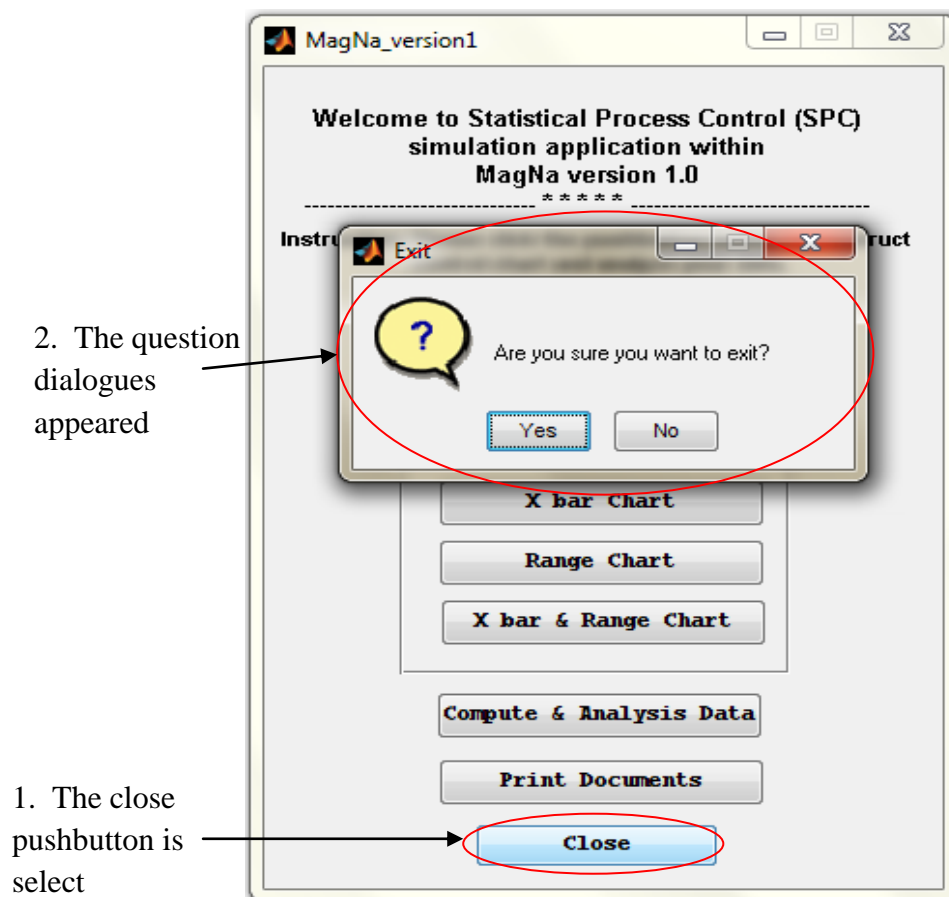 MagNa_version1
Welcome to Statistical Process Control (SPC)
simulation application within
MagNa version 1.0
----------------------------- * * * * * ------------------------------
Exit
Are you sure you want to exit?
Yes
No
2. The question
dialogues
appeared
X bar Chart
Range Chart
X bar & Range Chart
Compute & Analysis Data
Print Documents
Close
1. The close
pushbutton is
select